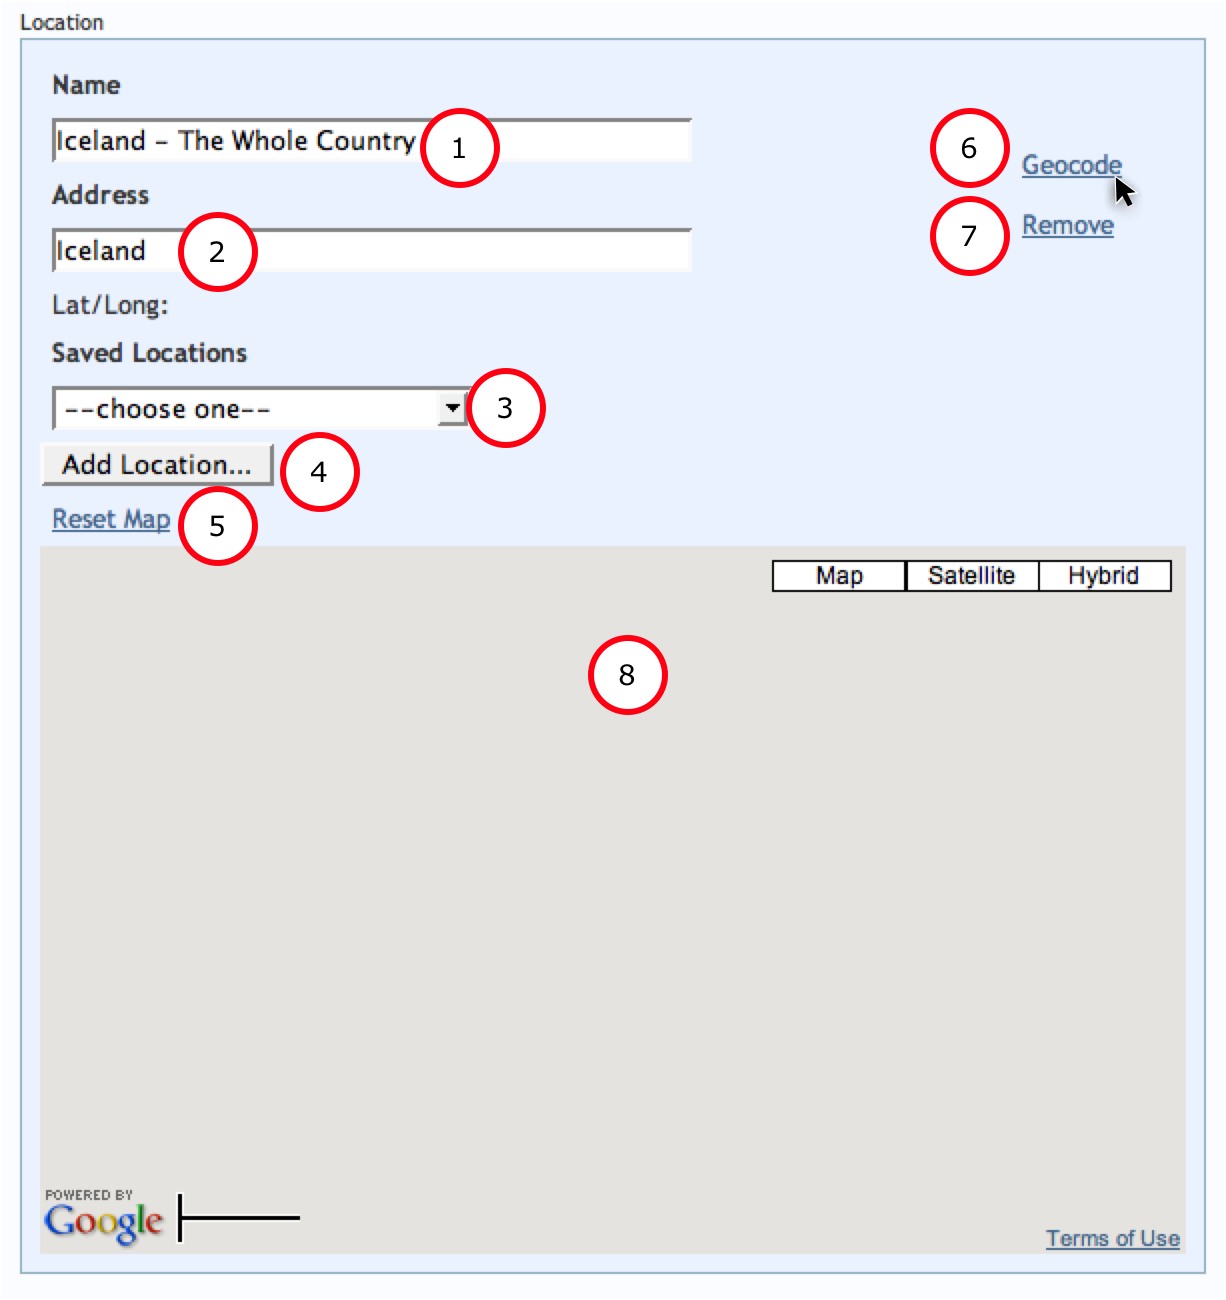 Location
Name
Iceland – The Whole Country
1
6
Geocode
Address
7
Remove
Iceland
2
Lat/Long:
Saved Locations
--choose one--
3
Add Location...
4
Reset Map
5
Map Satellite Hybrid
8
POWERED BY
Google
Terms of Use